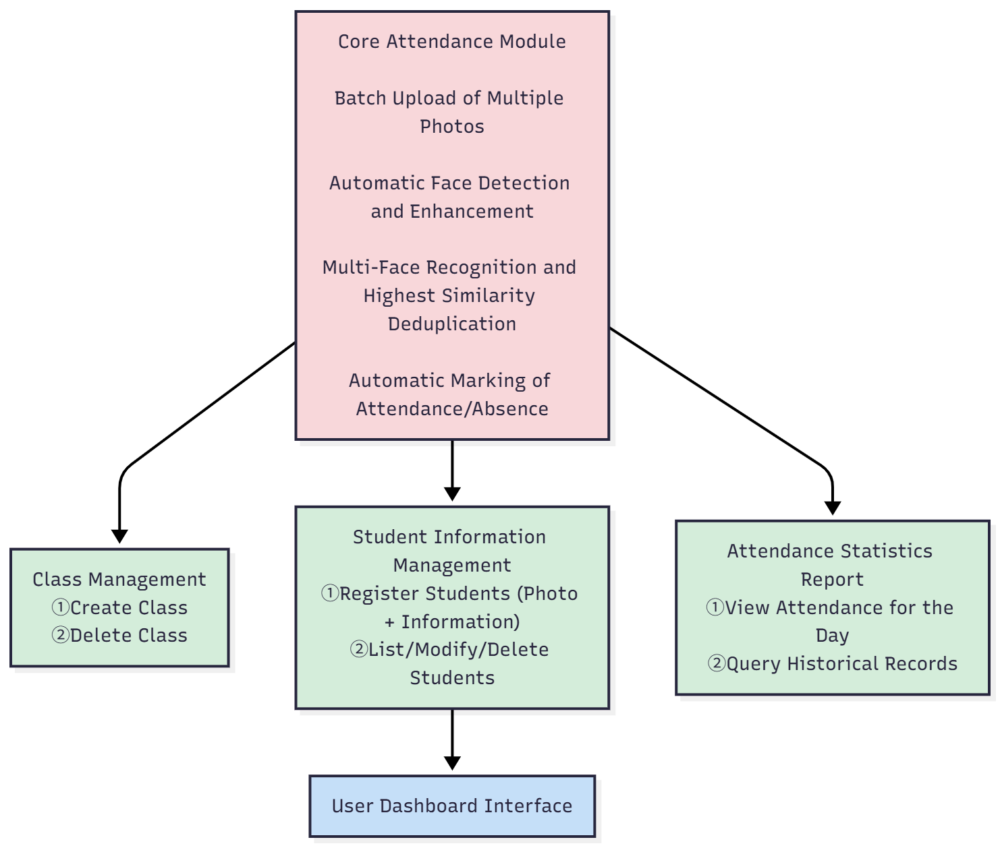 Core Attendance Module
Batch Upload of Multiple
Photos
Automatic Face Detection
and Enhancement
Multi-Face Recognition and
Highest Similarity
Deduplication
Automatic Marking of
Attendance/Absence
Class Management
①Create Class
②Delete Class
Student Information
Management
①Register Students (Photo
+ Information)
②List/Modify/Delete
Students
Attendance Statistics
Report
①View Attendance for the
Day
②Query Historical Records
User Dashboard Interface